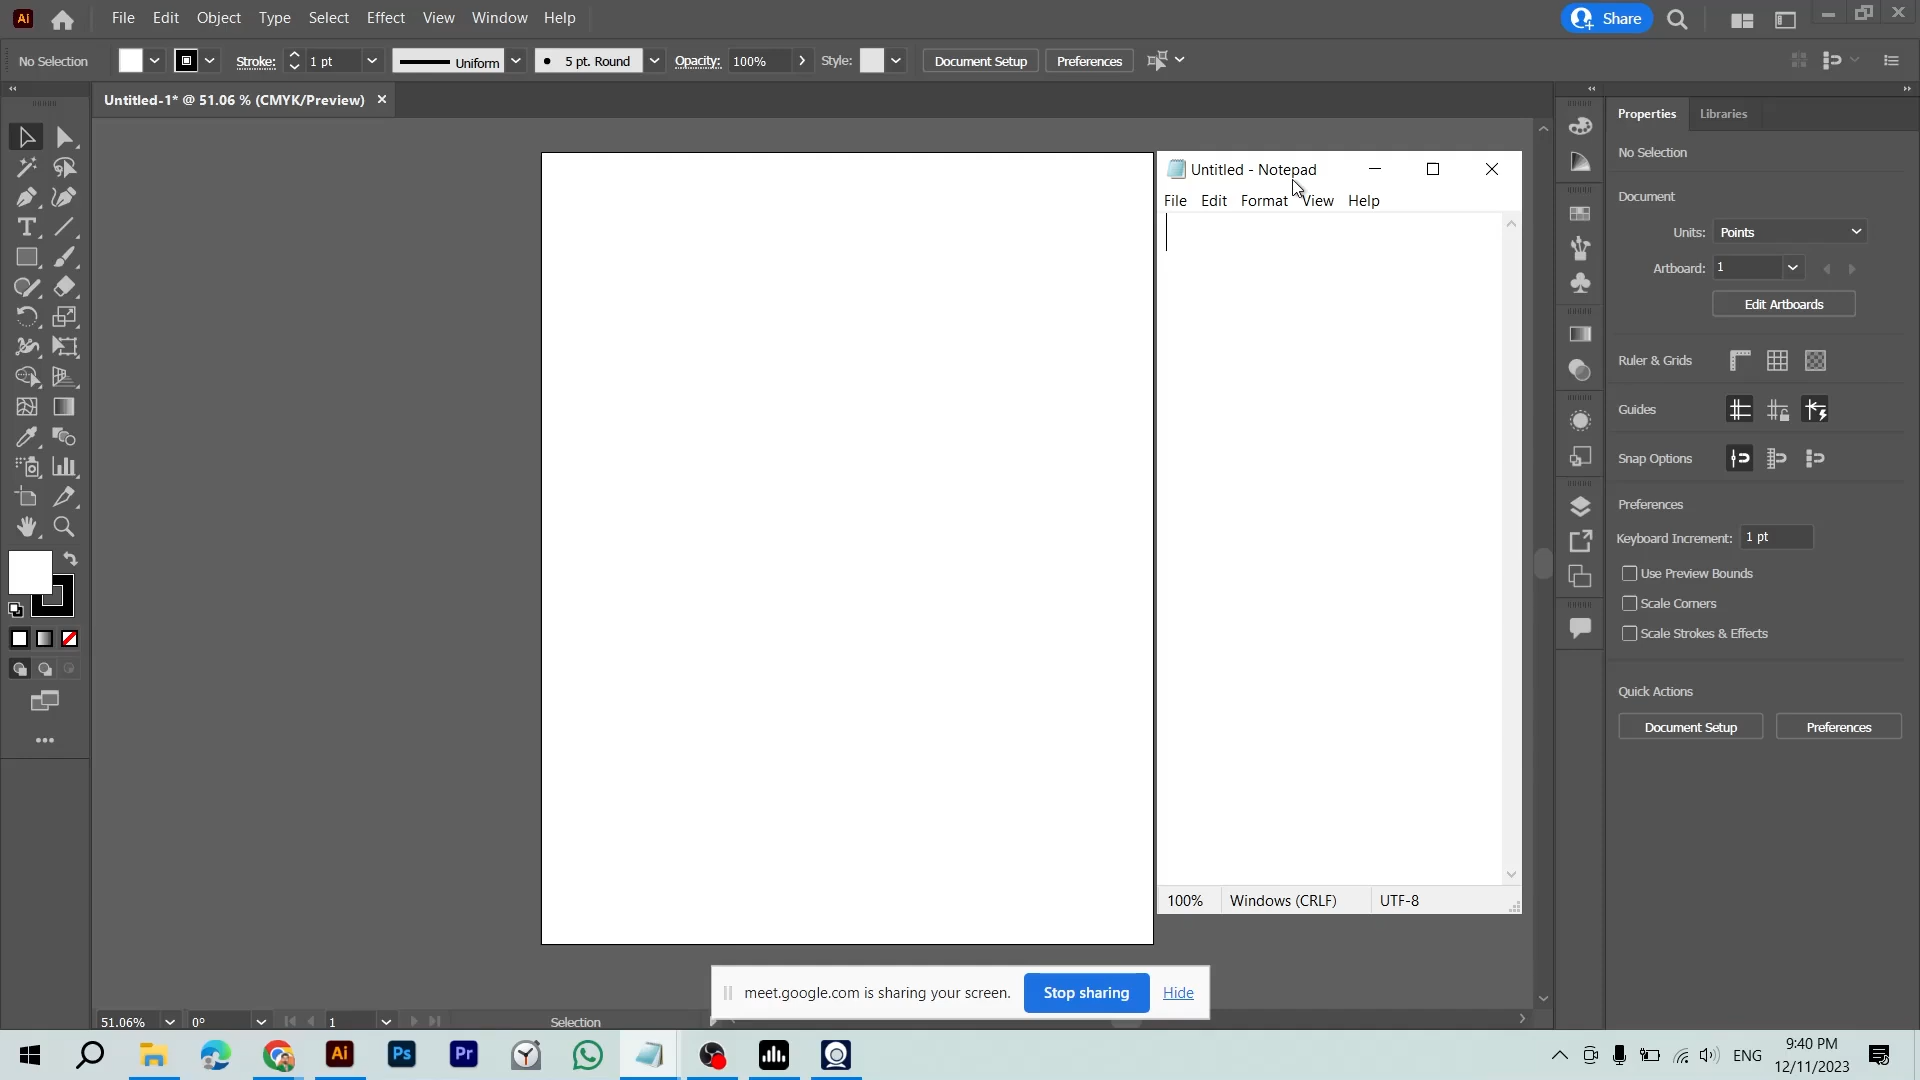 Ai File Edit Object Type Select Effect View Window Help Share
No Selection Stroke: 1 pt Uniform 5 pt. Round Opacity: 100% Style: Document Setup Preferences
Untitled-1* @ 51.06 % (CMYK/Preview)
Properties Libraries
No Selection
Document
Units: Points
Artboard: 1
Edit Artboards
Ruler & Grids
Guides
Snap Options
Preferences
Keyboard Increment: 1 pt
Use Preview Bounds
Scale Corners
Scale Strokes & Effects
Quick Actions
Document Setup Preferences
Untitled - Notepad
File Edit Format View Help
100% Windows (CRLF) UTF-8
meet.google.com is sharing your screen. Stop sharing Hide
51.06% 0° 1 Selection
Ai Ps Pr ENG
9:40 PM
12/11/2023